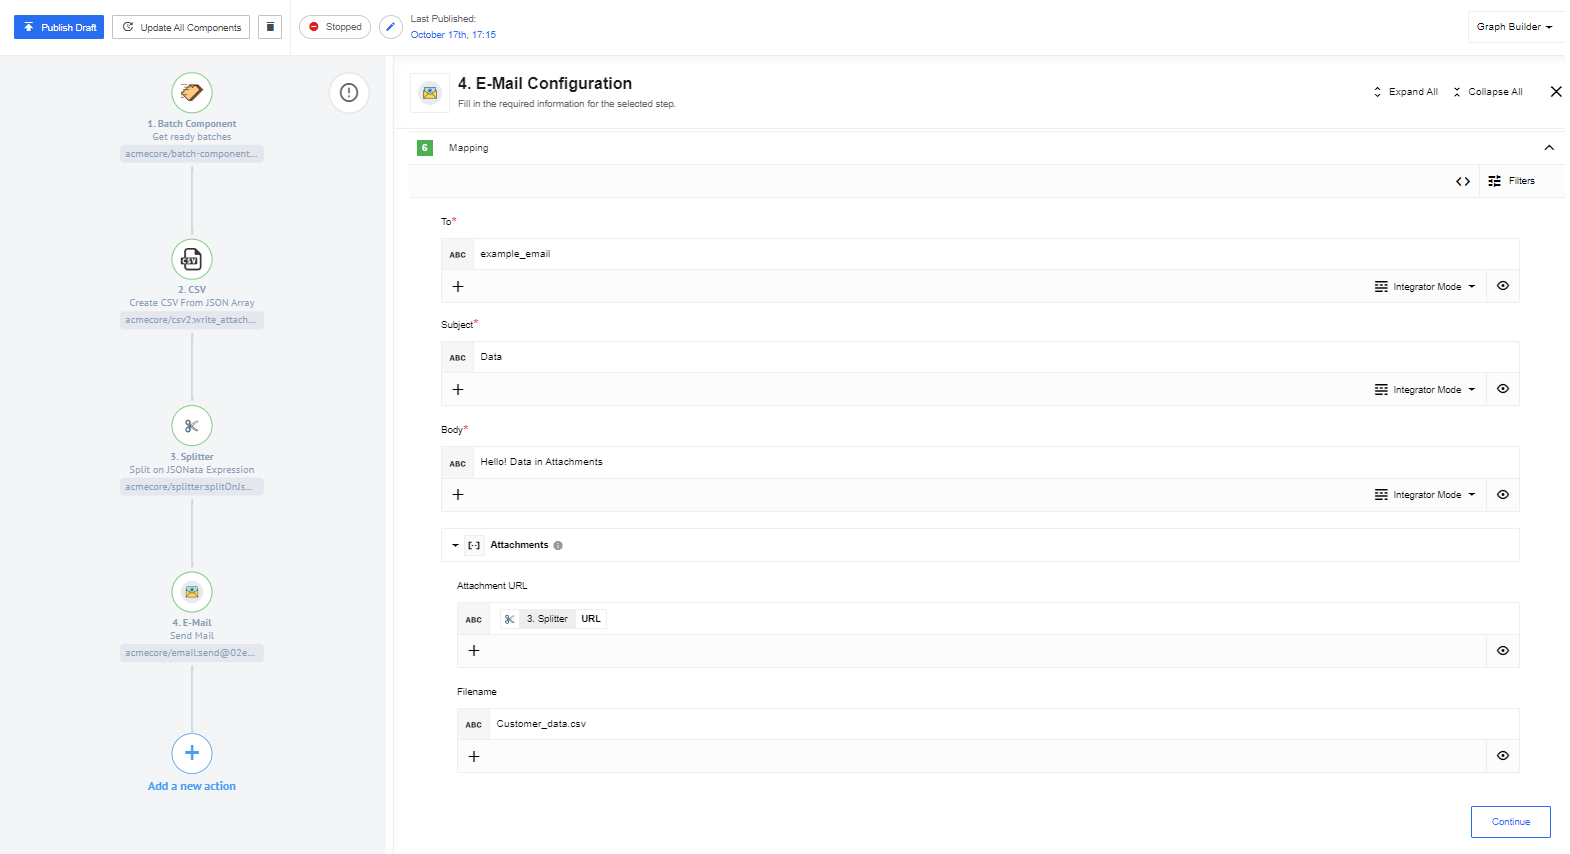 Publish Draft
Update All Components
Stopped
Last Published:
October 17th, 17:15
Graph Builder
1. Batch Component
Get ready batches
acmecore/batch-component...
2. CSV
Create CSV From JSON Array
acmecore/csv2:write_attach...
3. Splitter
Split on JSONata Expression
acmecore/splitter:splitOnJs...
4. E-Mail
Send Mail
acmecore/email:send@02e...
Add a new action
4. E-Mail Configuration
Fill in the required information for the selected step.
Expand All
Collapse All
6 Mapping
Filters
To*
ABC example_email
Integrator Mode
Subject*
ABC Data
Integrator Mode
Body*
ABC Hello! Data in Attachments
Integrator Mode
Attachments
Attachment URL
ABC 3. Splitter URL
Filename
ABC Customer_data.csv
Continue